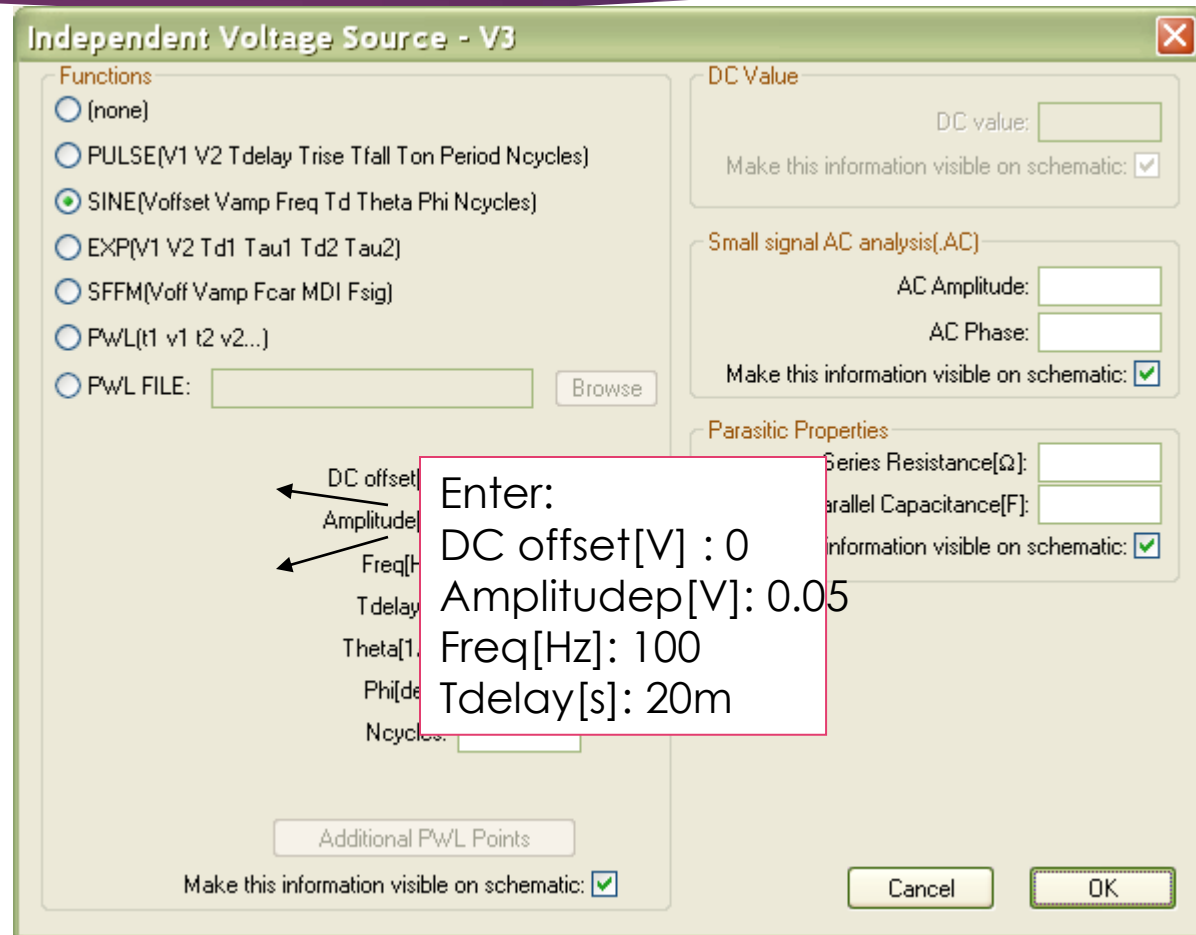 Independent Voltage Source - V3
Functions
(none)
PULSE(V1 V2 Tdelay Trise Tfall Ton Period Ncycles)
SINE(Voffset Vamp Freq Td Theta Phi Ncycles)
EXP(V1 V2 Td1 Tau1 Td2 Tau2)
SFFM(Voff Vamp Fcar MDI Fsig)
PWL(t1 v1 t2 v2...)
PWL FILE:
Browse
DC offset[
Amplitude[
Freq[H
Tdelay
Theta[1
Phi[de
Ncycles:
Additional PWL Points
Make this information visible on schematic:
Enter:
DC offset[V] : 0
Amplitudep[V]: 0.05
Freq[Hz]: 100
Tdelay[s]: 20m
DC Value
DC value:
Make this information visible on schematic:
Small signal AC analysis(.AC)
AC Amplitude:
AC Phase:
Make this information visible on schematic:
Parasitic Properties
Series Resistance[Ω]:
arallel Capacitance[F]:
information visible on schematic:
Cancel
OK